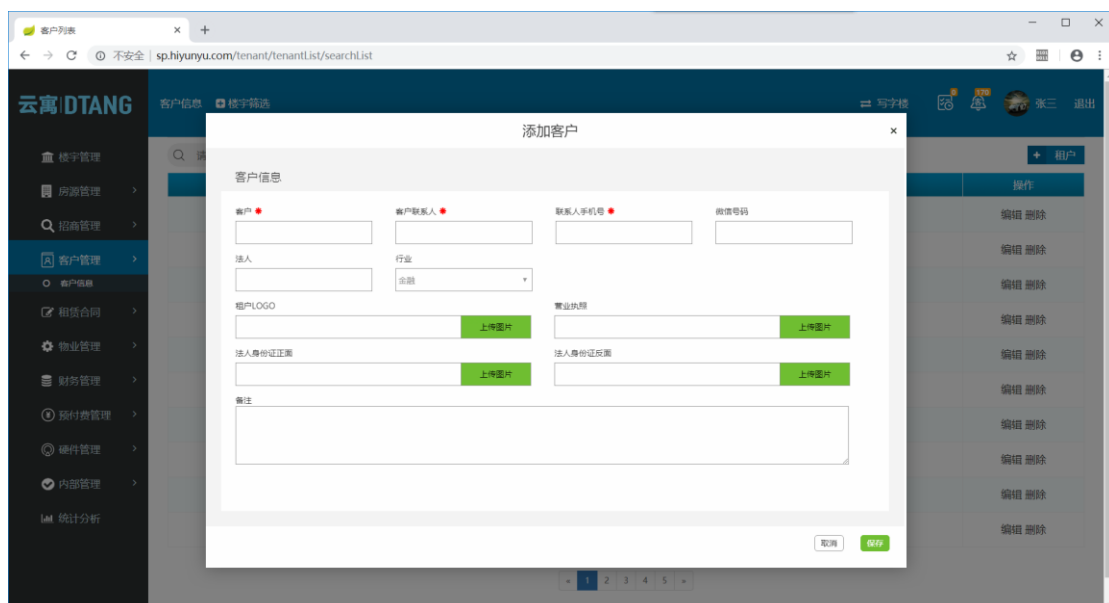 客户列表 × +
不安全 | sp.hiyunyu.com/tenant/tenantList/searchList
云寓|DTANG
客户信息 楼宇筛选 写字楼 0 170 张三 退出
添加客户 ×
楼宇管理
房源管理
招商管理
客户管理
客户信息
租赁合同
物业管理
财务管理
预付费管理
硬件管理
内部管理
统计分析
请
+ 租户
操作
客户信息
客户 客户联系人 联系人手机号 微信号码
法人 行业
金融
租户LOGO 营业执照
上传图片 上传图片
法人身份证正面 法人身份证反面
上传图片 上传图片
备注
取消 保存
编辑 删除
编辑 删除
编辑 删除
编辑 删除
编辑 删除
编辑 删除
编辑 删除
编辑 删除
编辑 删除
编辑 删除
« 1 2 3 4 5 »